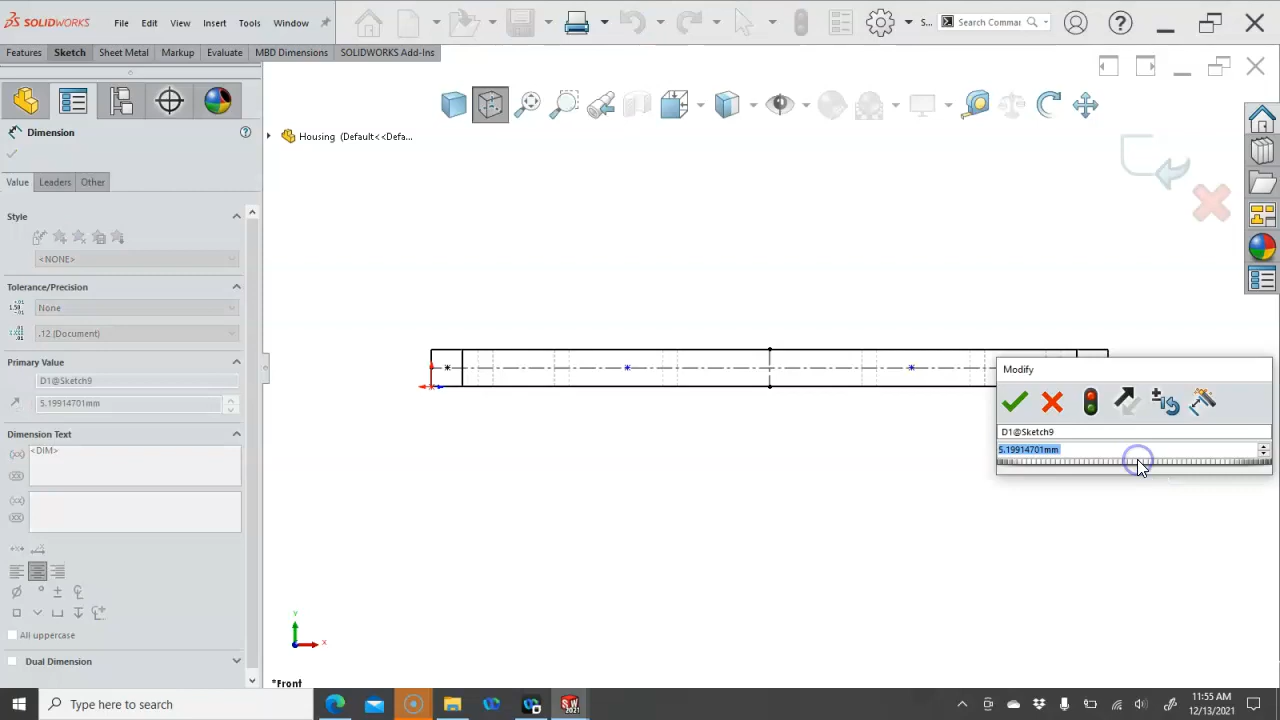 SOLIDWORKS File Edit View Insert Tools Window S... Search Commar
Features Sketch Sheet Metal Markup Evaluate MBD Dimensions SOLIDWORKS Add-Ins
Dimension
Housing (Default<<Defa...
Value Leaders Other
Style
<NONE>
Tolerance/Precision
None
.12 (Document)
Primary Value
D1@Sketch9
5.19914701mm
Dimension Text
<DIM>
All uppercase
Dual Dimension
Modify
D1@Sketch9
5.19914701mm
Y
X
*Front
Type here to search
SW
2021
11:55 AM
12/13/2021